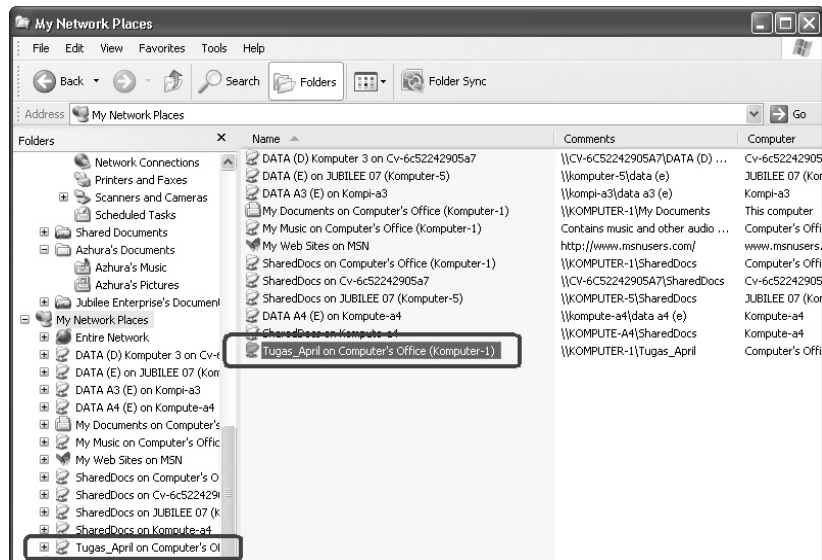 My Network Places
File Edit View Favorites Tools Help
Back Search Folders Folder Sync
Address My Network Places Go
Folders
Network Connections
Printers and Faxes
Scanners and Cameras
Scheduled Tasks
Shared Documents
Azhura's Documents
Azhura's Music
Azhura's Pictures
Jubilee Enterprise's Document
My Network Places
Entire Network
DATA (D) Komputer 3 on Cv-6
DATA (E) on JUBILEE 07 (Kom
DATA A3 (E) on Kompi-a3
DATA A4 (E) on Kompute-a4
My Documents on Computer's
My Music on Computer's Offic
My Web Sites on MSN
SharedDocs on Computer's O
SharedDocs on Cv-6c5224290
SharedDocs on JUBILEE 07 (K
SharedDocs on Kompute-a4
Tugas_April on Computer's Of
Name Comments Computer
DATA (D) Komputer 3 on Cv-6c52242905a7 \\CV-6C52242905A7\DATA (D) ... Cv-6c52242905
DATA (E) on JUBILEE 07 (Komputer-5) \\komputer-5\data (e) JUBILEE 07 (Kor
DATA A3 (E) on Kompi-a3 \\kompi-a3\data a3 (e) Kompi-a3
My Documents on Computer's Office (Komputer-1) \\KOMPUTER-1\My Documents This computer
My Music on Computer's Office (Komputer-1) Contains music and other audio ... Computer's Offi
My Web Sites on MSN http://www.msnusers.com/ www.msnusers.
SharedDocs on Computer's Office (Komputer-1) \\KOMPUTER-1\SharedDocs Computer's Offi
SharedDocs on Cv-6c52242905a7 \\CV-6C52242905A7\SharedDocs Cv-6c52242905
SharedDocs on JUBILEE 07 (Komputer-5) \\KOMPUTER-5\SharedDocs JUBILEE 07 (Kor
DATA A4 (E) on Kompute-a4 \\kompute-a4\data a4 (e) Kompute-a4
SharedDocs on Kompute-a4 \\KOMPUTE-A4\SharedDocs Kompute-a4
Tugas_April on Computer's Office (Komputer-1) \\KOMPUTER-1\Tugas_April Computer's Offi